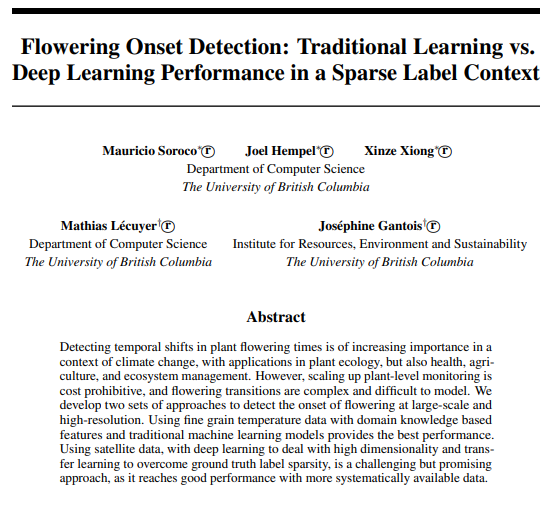 Flowering Onset Detection: Traditional Learning vs.
Deep Learning Performance in a Sparse Label Context
Mauricio Soroco*ⓡ Joel Hempel*ⓡ Xinze Xiong*ⓡ
Department of Computer Science
The University of British Columbia
Mathias Lécuyer†ⓡ Joséphine Gantois†ⓡ
Department of Computer Science Institute for Resources, Environment and Sustainability
The University of British Columbia The University of British Columbia
Abstract
Detecting temporal shifts in plant flowering times is of increasing importance in a
context of climate change, with applications in plant ecology, but also health, agri-
culture, and ecosystem management. However, scaling up plant-level monitoring is
cost prohibitive, and flowering transitions are complex and difficult to model. We
develop two sets of approaches to detect the onset of flowering at large-scale and
high-resolution. Using fine grain temperature data with domain knowledge based
features and traditional machine learning models provides the best performance.
Using satellite data, with deep learning to deal with high dimensionality and trans-
fer learning to overcome ground truth label sparsity, is a challenging but promising
approach, as it reaches good performance with more systematically available data.